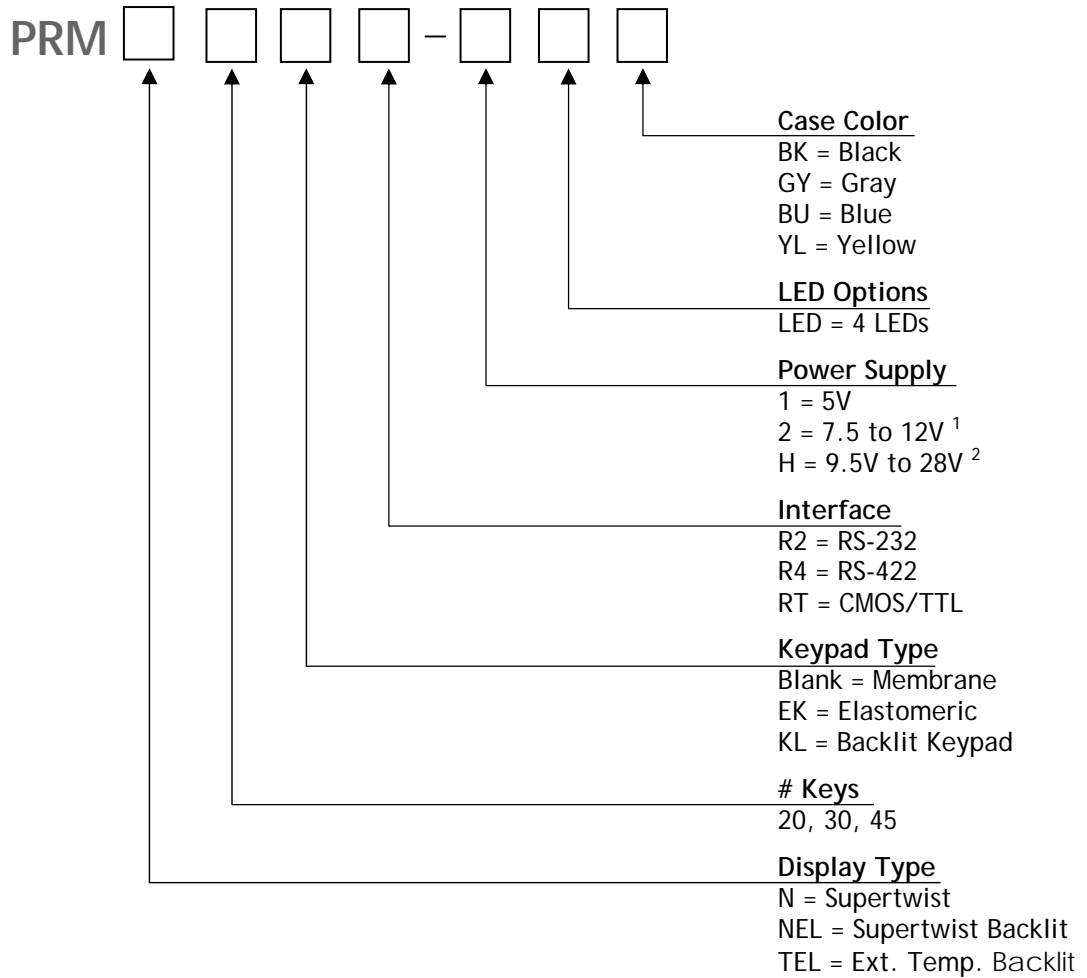 PRM –
Case Color
BK = Black
GY = Gray
BU = Blue
YL = Yellow
LED Options
LED = 4 LEDs
Power Supply
1 = 5V
2 = 7.5 to 12V 1
H = 9.5V to 28V 2
Interface
R2 = RS-232
R4 = RS-422
RT = CMOS/TTL
Keypad Type
Blank = Membrane
EK = Elastomeric
KL = Backlit Keypad
# Keys
20, 30, 45
Display Type
N = Supertwist
NEL = Supertwist Backlit
TEL = Ext. Temp. Backlit